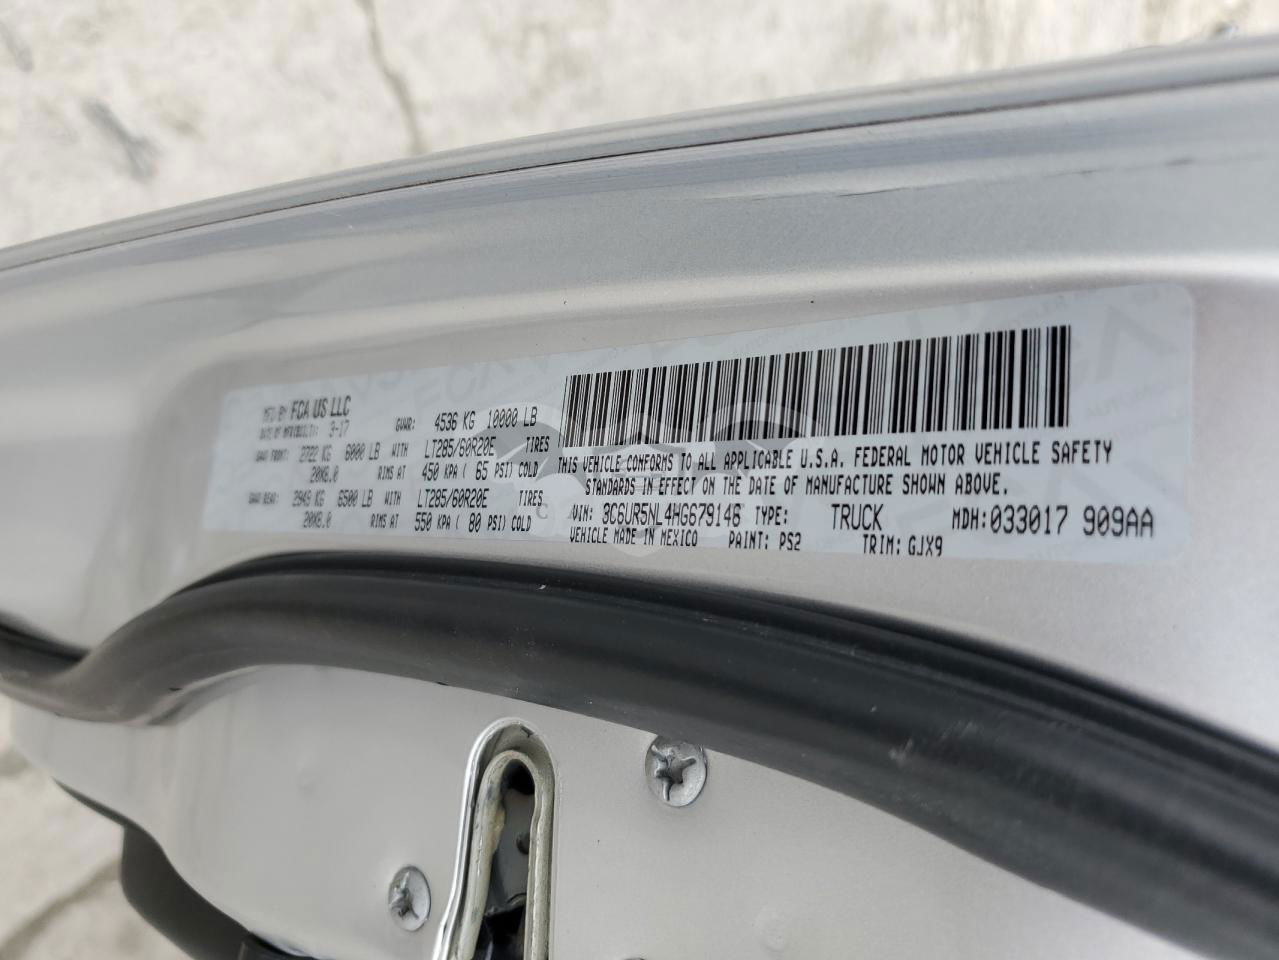 MFD BY FCA US LLC
DATE OF MFR(BUILT): 3-17 GVWR: 4536 KG 10000 LB
GAWR FRONT: 2722 KG 6000 LB WITH LT285/60R20E TIRES
20X8.0 RIMS AT 450 KPA ( 65 PSI) COLD
GAWR REAR: 2949 KG 6500 LB WITH LT285/60R20E TIRES
20X8.0 RIMS AT 550 KPA ( 80 PSI) COLD
THIS VEHICLE CONFORMS TO ALL APPLICABLE U.S.A. FEDERAL MOTOR VEHICLE SAFETY
STANDARDS IN EFFECT ON THE DATE OF MANUFACTURE SHOWN ABOVE.
VIN: 3C6UR5NL4HG679146 TYPE: TRUCK MDH:033017 909AA
VEHICLE MADE IN MEXICO PAINT: PS2 TRIM: GJX9